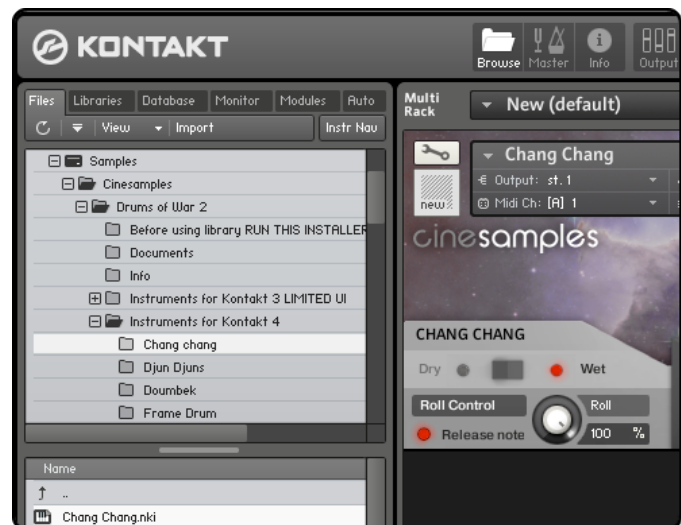 KONTAKT
Browse Master Info Output
Files Libraries Database Monitor Modules Auto
View Import Instr Nav
Samples
Cinesamples
Drums of War 2
Before using library RUN THIS INSTALLER
Documents
Info
Instruments for Kontakt 3 LIMITED UI
Instruments for Kontakt 4
Chang chang
Djun Djuns
Doumbek
Frame Drum
Name
..
Chang Chang.nki
Multi Rack
New (default)
Chang Chang
new
Output: st.1
Midi Ch: [A] 1
cinesamples
CHANG CHANG
Dry Wet
Roll Control Roll
Release note 100 %